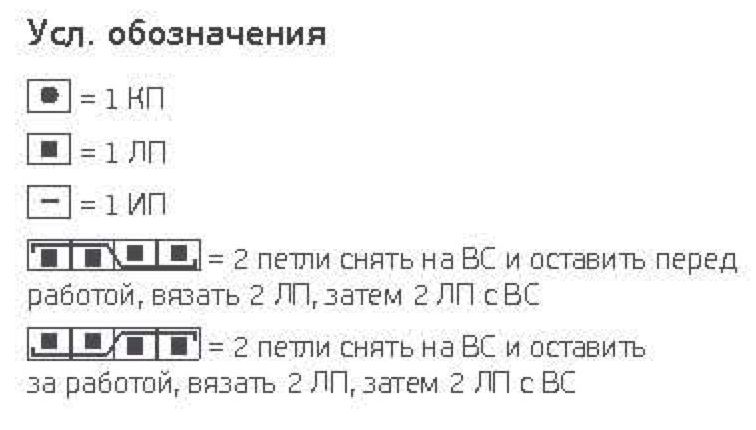 Усл. обозначения
= 1 КП
= 1 ЛП
= 1 ИП
= 2 петли снять на ВС и оставить перед
работой, вязать 2 ЛП, затем 2 ЛП с ВС
= 2 петли снять на ВС и оставить
за работой, вязать 2 ЛП, затем 2 ЛП с ВС